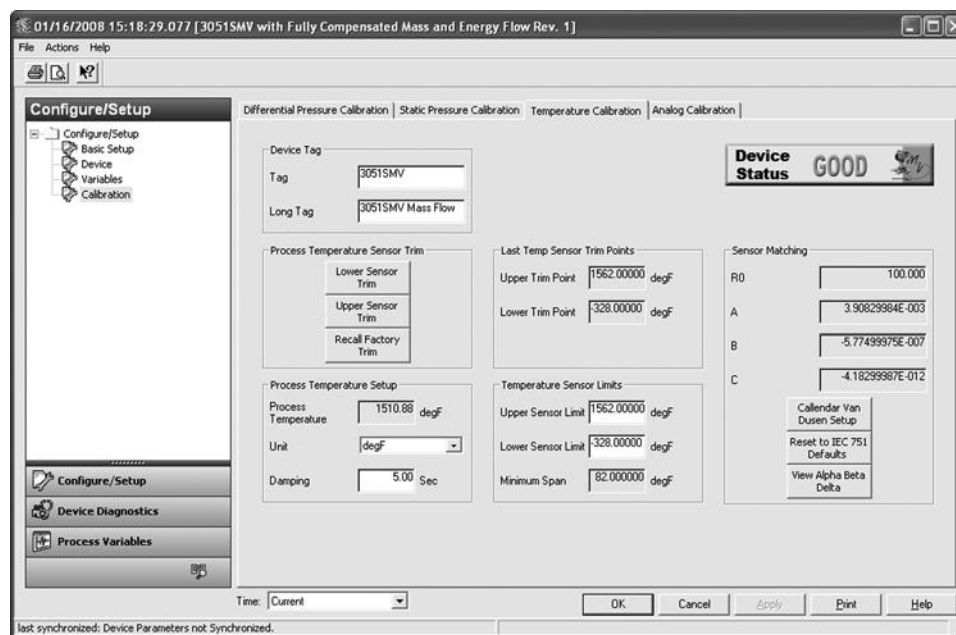 01/16/2008 15:18:29.077 [3051SMV with Fully Compensated Mass and Energy Flow Rev. 1]
File Actions Help
Configure/Setup
Configure/Setup
Basic Setup
Device
Variables
Calibration
Configure/Setup
Device Diagnostics
Process Variables
Differential Pressure Calibration Static Pressure Calibration Temperature Calibration Analog Calibration
Device Tag
Tag 3051SMV
Long Tag 3051SMV Mass Flow
Device Status GOOD
Process Temperature Sensor Trim
Lower Sensor Trim
Upper Sensor Trim
Recall Factory Trim
Last Temp Sensor Trim Points
Upper Trim Point 1562.00000 degF
Lower Trim Point -328.00000 degF
Sensor Matching
R0 100.000
A 3.90829984E-003
B -5.77499975E-007
C -4.18299987E-012
Callendar Van Dusen Setup
Reset to IEC 751 Defaults
View Alpha Beta Delta
Process Temperature Setup
Process Temperature 1510.88 degF
Unit degF
Damping 5.00 Sec
Temperature Sensor Limits
Upper Sensor Limit 1562.00000 degF
Lower Sensor Limit -328.00000 degF
Minimum Span 82.000000 degF
Time: Current
OK Cancel Apply Print Help
last synchronized: Device Parameters not Synchronized.